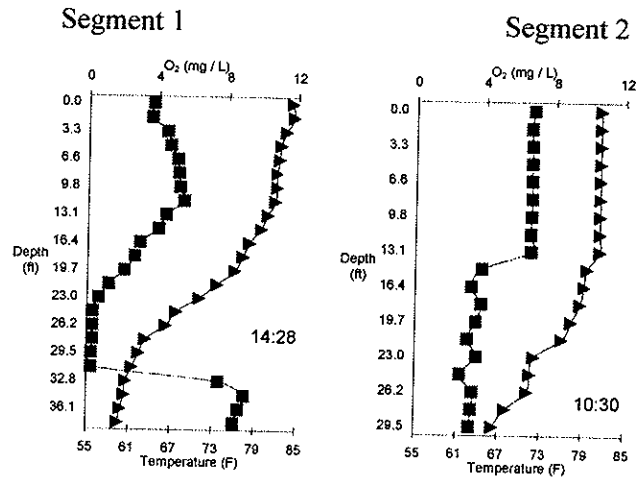 Segment 1
Segment 2
O₂ (mg / L)
0 4 8 12
0.0
3.3
6.6
9.8
13.1
16.4
19.7
23.0
26.2
29.5
32.8
36.1
Depth
(ft)
14:28
55 61 67 73 79 85
Temperature (F)
O₂ (mg / L)
0 4 8 12
0.0
3.3
6.6
9.8
13.1
16.4
19.7
23.0
26.2
29.5
Depth
(ft)
10:30
55 61 67 73 79 85
Temperature (F)